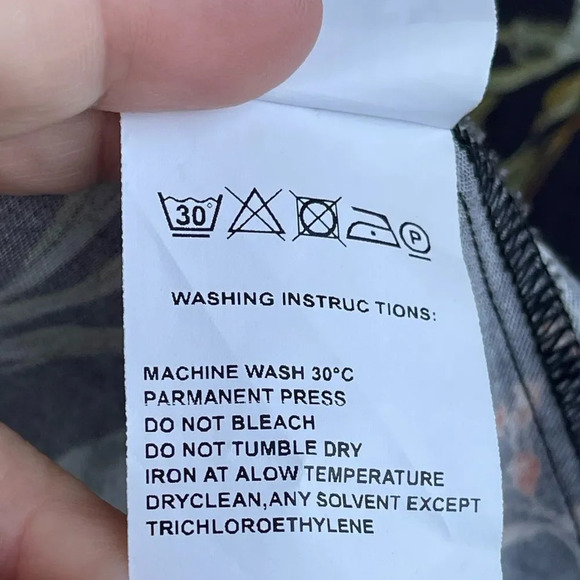 30°
P
WASHING INSTRUC TIONS:
MACHINE WASH 30°C
PARMANENT PRESS
DO NOT BLEACH
DO NOT TUMBLE DRY
IRON AT ALOW TEMPERATURE
DRYCLEAN,ANY SOLVENT EXCEPT
TRICHLOROETHYLENE